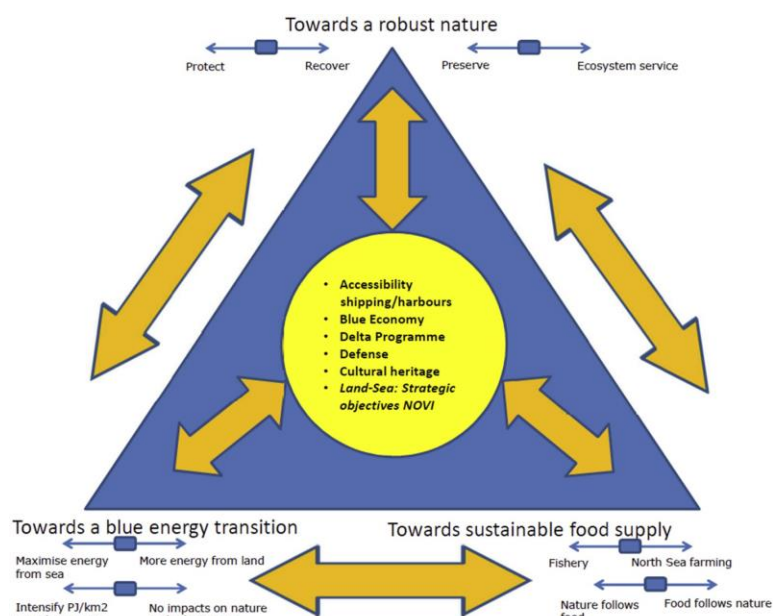 Towards a robust nature
Protect Recover Preserve Ecosystem service
• Accessibility
shipping/harbours
• Blue Economy
• Delta Programme
• Defense
• Cultural heritage
• Land-Sea: Strategic
objectives NOVI
Towards a blue energy transition
Maximise energy
from sea
More energy from land
Intensify PJ/km2 No impacts on nature
Towards sustainable food supply
Fishery North Sea farming
Nature follows
food
Food follows nature